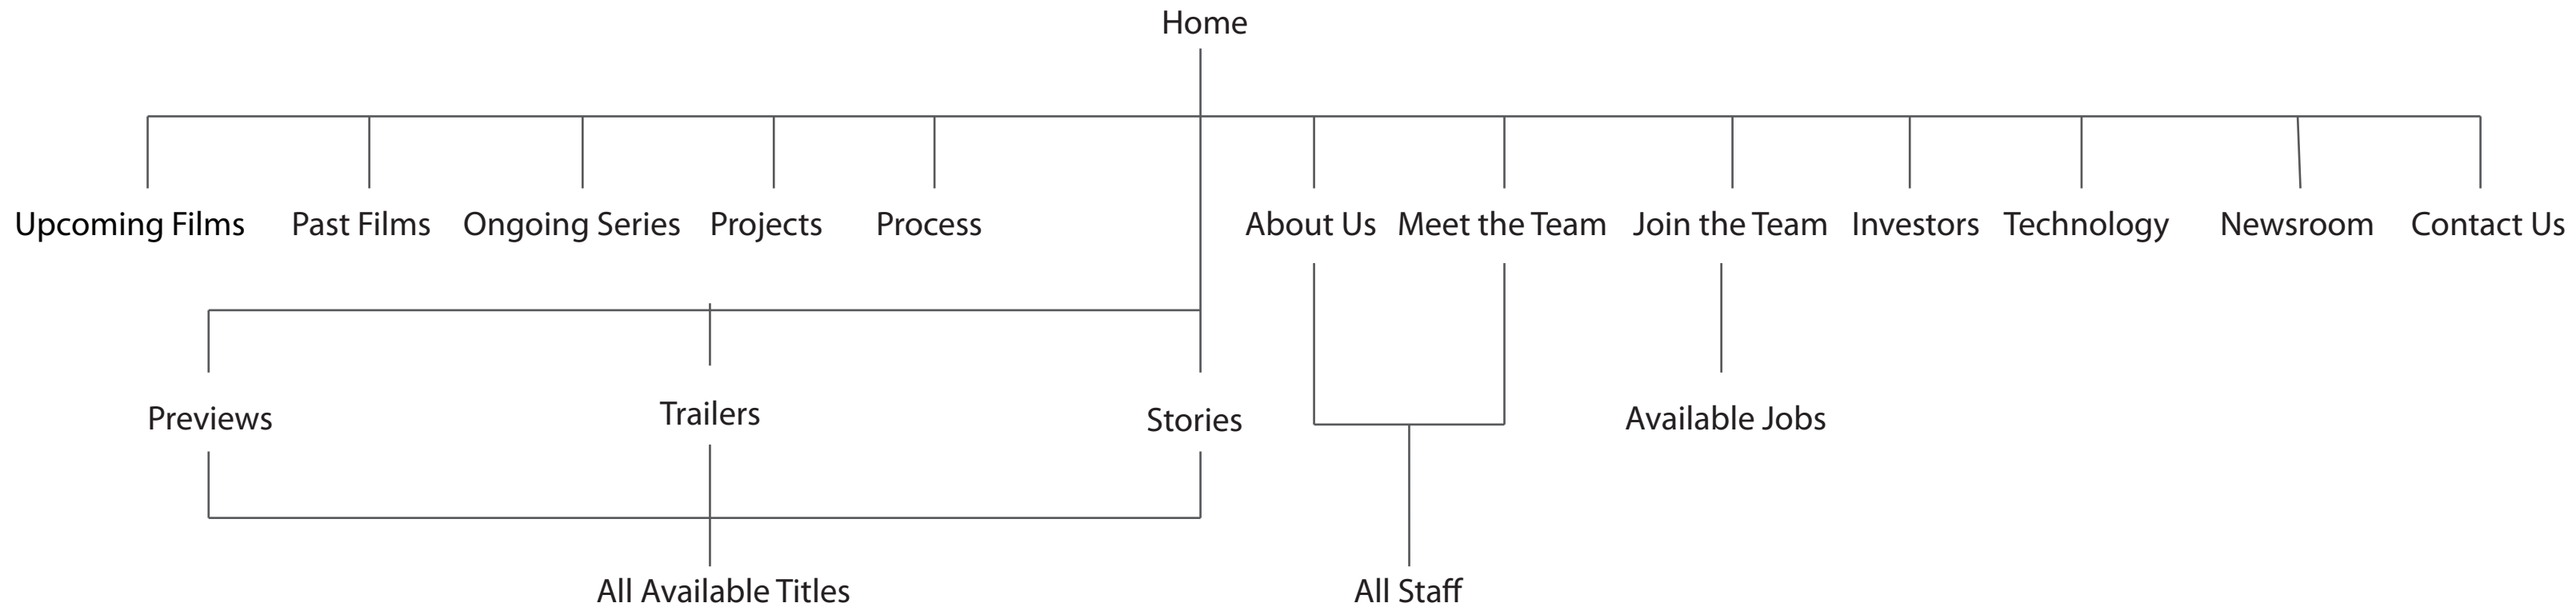 Home
Upcoming Films
Past Films
Ongoing Series
Projects
Process
About Us
Meet the Team
Join the Team
Investors
Technology
Newsroom
Contact Us
Previews
Trailers
Stories
Available Jobs
All Available Titles
All Staff